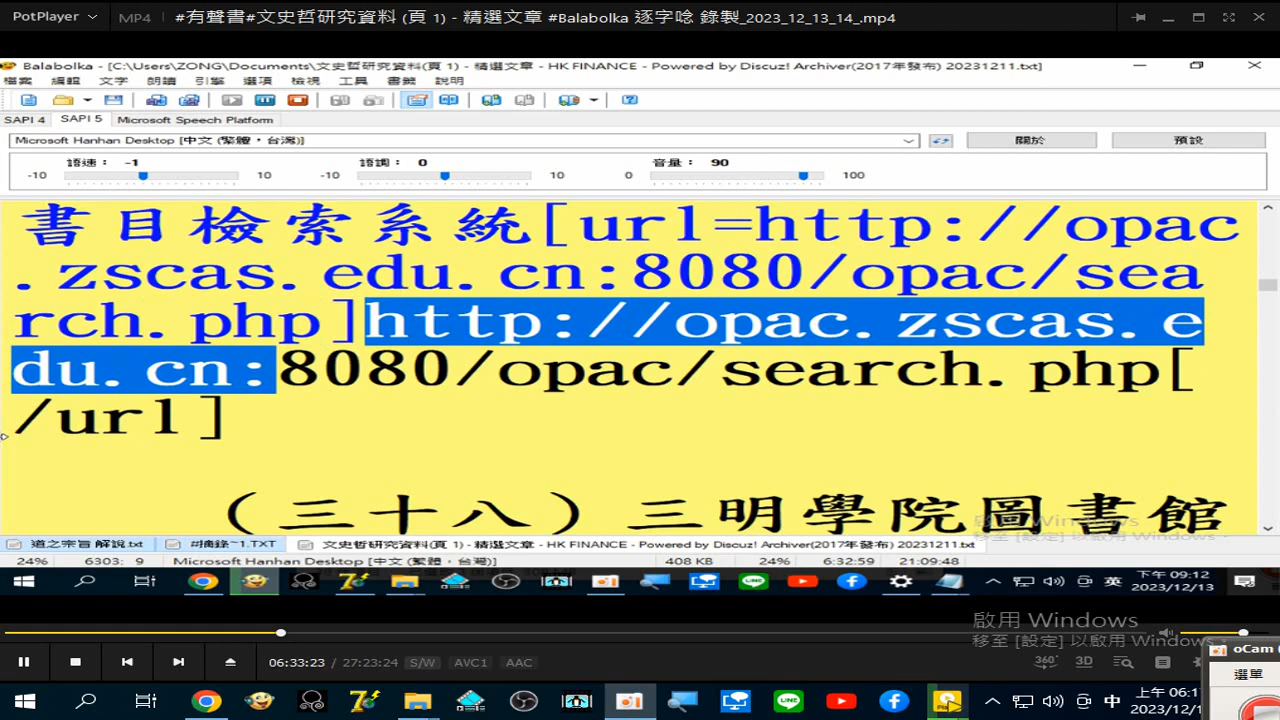 PotPlayer
MP4
#有聲書#文史哲研究資料 (頁 1) - 精選文章 #Balabolka 逐字唸 錄製_2023_12_13_14_.mp4
Balabolka - [C:\Users\ZONG\Documents\文史哲研究資料(頁 1) - 精選文章 - HK FINANCE - Powered by Discuz! Archiver(2017年發布) 20231211.txt]
檔案 編輯 文字 朗讀 引擎 選項 檢視 工具 書籤 說明
SAPI 4 SAPI 5 Microsoft Speech Platform
Microsoft Hanhan Desktop [中文 (繁體，台灣)]
關於 預設
語速： -1 語調： 0 音量： 90
-10 10 -10 10 0 100
書目檢索系統[url=http://opac
.zscas.edu.cn:8080/opac/sea
rch.php]http://opac.zscas.e
du.cn:8080/opac/search.php[
/url]
（三十八）三明學院圖書館
啟用 Windows
移至 [設定] 以啟用 Windows。
道之宗旨 解說.txt #摘錄~1.TXT 文史哲研究資料(頁 1) - 精選文章 - HK FINANCE - Powered by Discuz! Archiver(2017年發布) 20231211.txt
24% 6303: 9 Microsoft Hanhan Desktop [中文 (繁體，台灣)] 408 KB 24% 6:32:59 21:09:48
英 下午 09:12
2023/12/13
啟用 Windows
移至 [設定] 以啟用 Windows。
06:33:23 / 27:23:24 S/W AVC1 AAC
360° 3D
oCam
選單
中 上午 06:1
2023/12/1